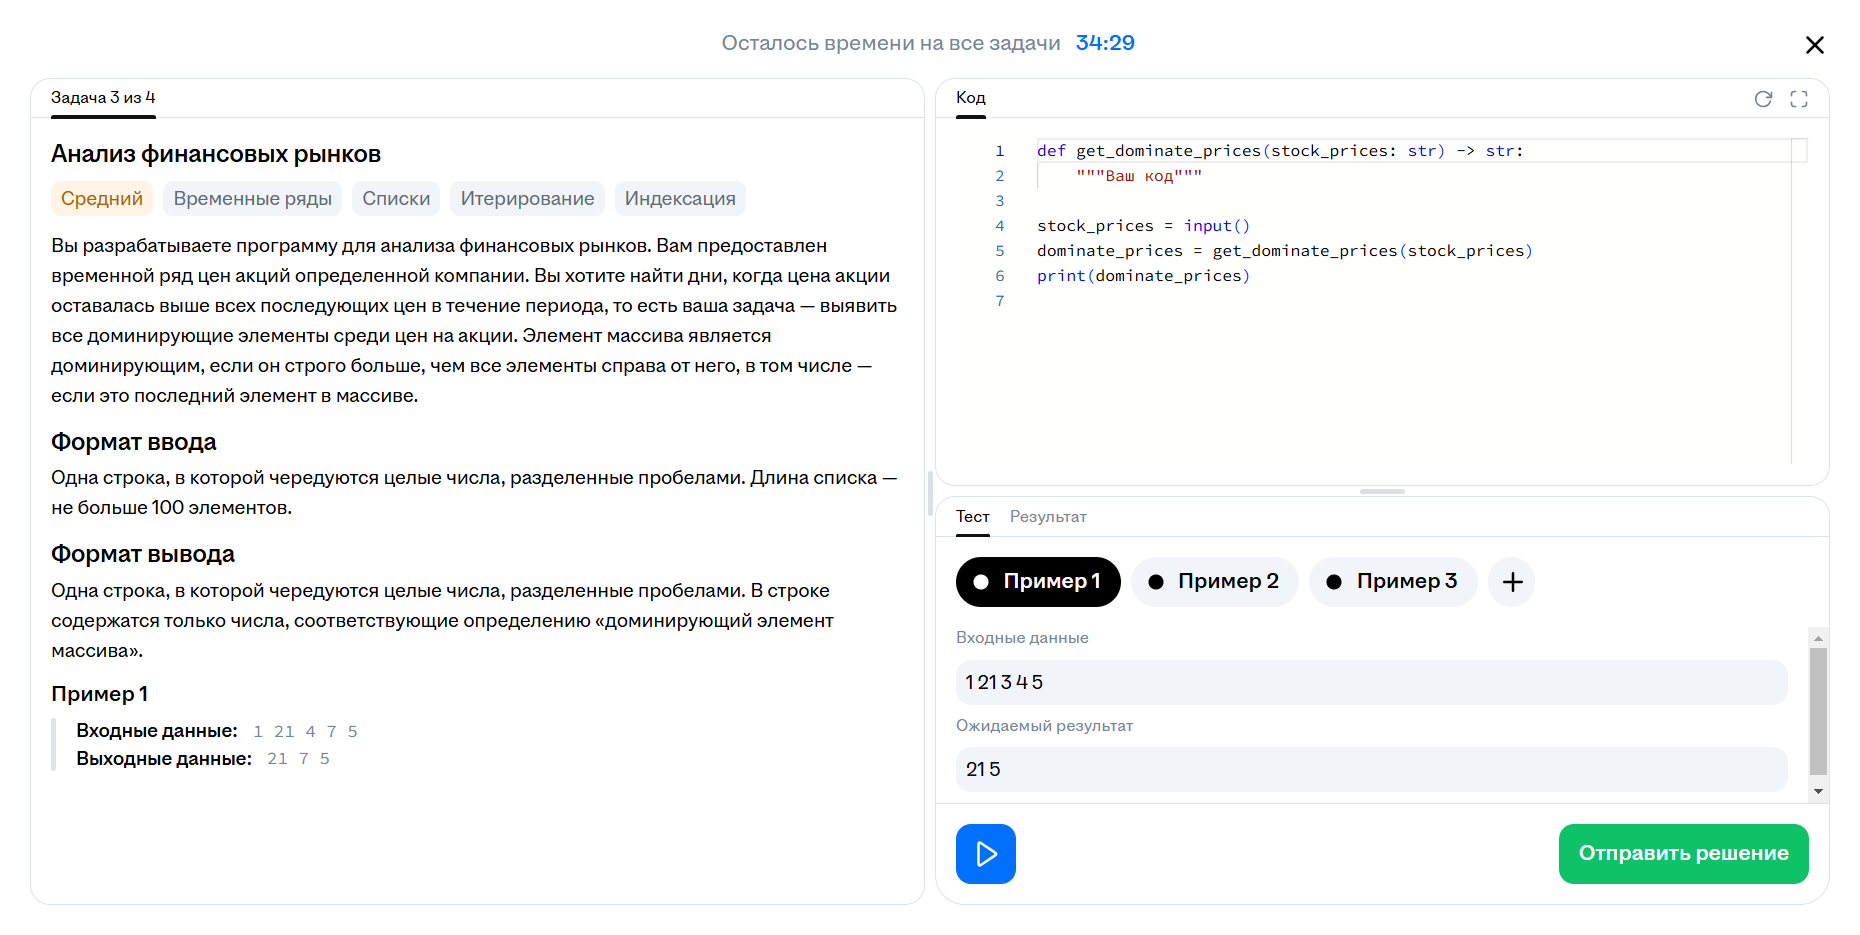 Осталось времени на все задачи 34:29
Задача 3 из 4
Анализ финансовых рынков
Средний Временные ряды Списки Итерирование Индексация
Вы разрабатываете программу для анализа финансовых рынков. Вам предоставлен
временной ряд цен акций определенной компании. Вы хотите найти дни, когда цена акции
оставалась выше всех последующих цен в течение периода, то есть ваша задача — выявить
все доминирующие элементы среди цен на акции. Элемент массива является
доминирующим, если он строго больше, чем все элементы справа от него, в том числе —
если это последний элемент в массиве.
Формат ввода
Одна строка, в которой чередуются целые числа, разделенные пробелами. Длина списка —
не больше 100 элементов.
Формат вывода
Одна строка, в которой чередуются целые числа, разделенные пробелами. В строке
содержатся только числа, соответствующие определению «доминирующий элемент
массива».
Пример 1
Входные данные: 1 21 4 7 5
Выходные данные: 21 7 5
Код
1 def get_dominate_prices(stock_prices: str) -> str:
2     """Ваш код"""
3
4 stock_prices = input()
5 dominate_prices = get_dominate_prices(stock_prices)
6 print(dominate_prices)
7
Тест Результат
Пример 1 Пример 2 Пример 3
Входные данные
1 21 3 4 5
Ожидаемый результат
21 5
Отправить решение